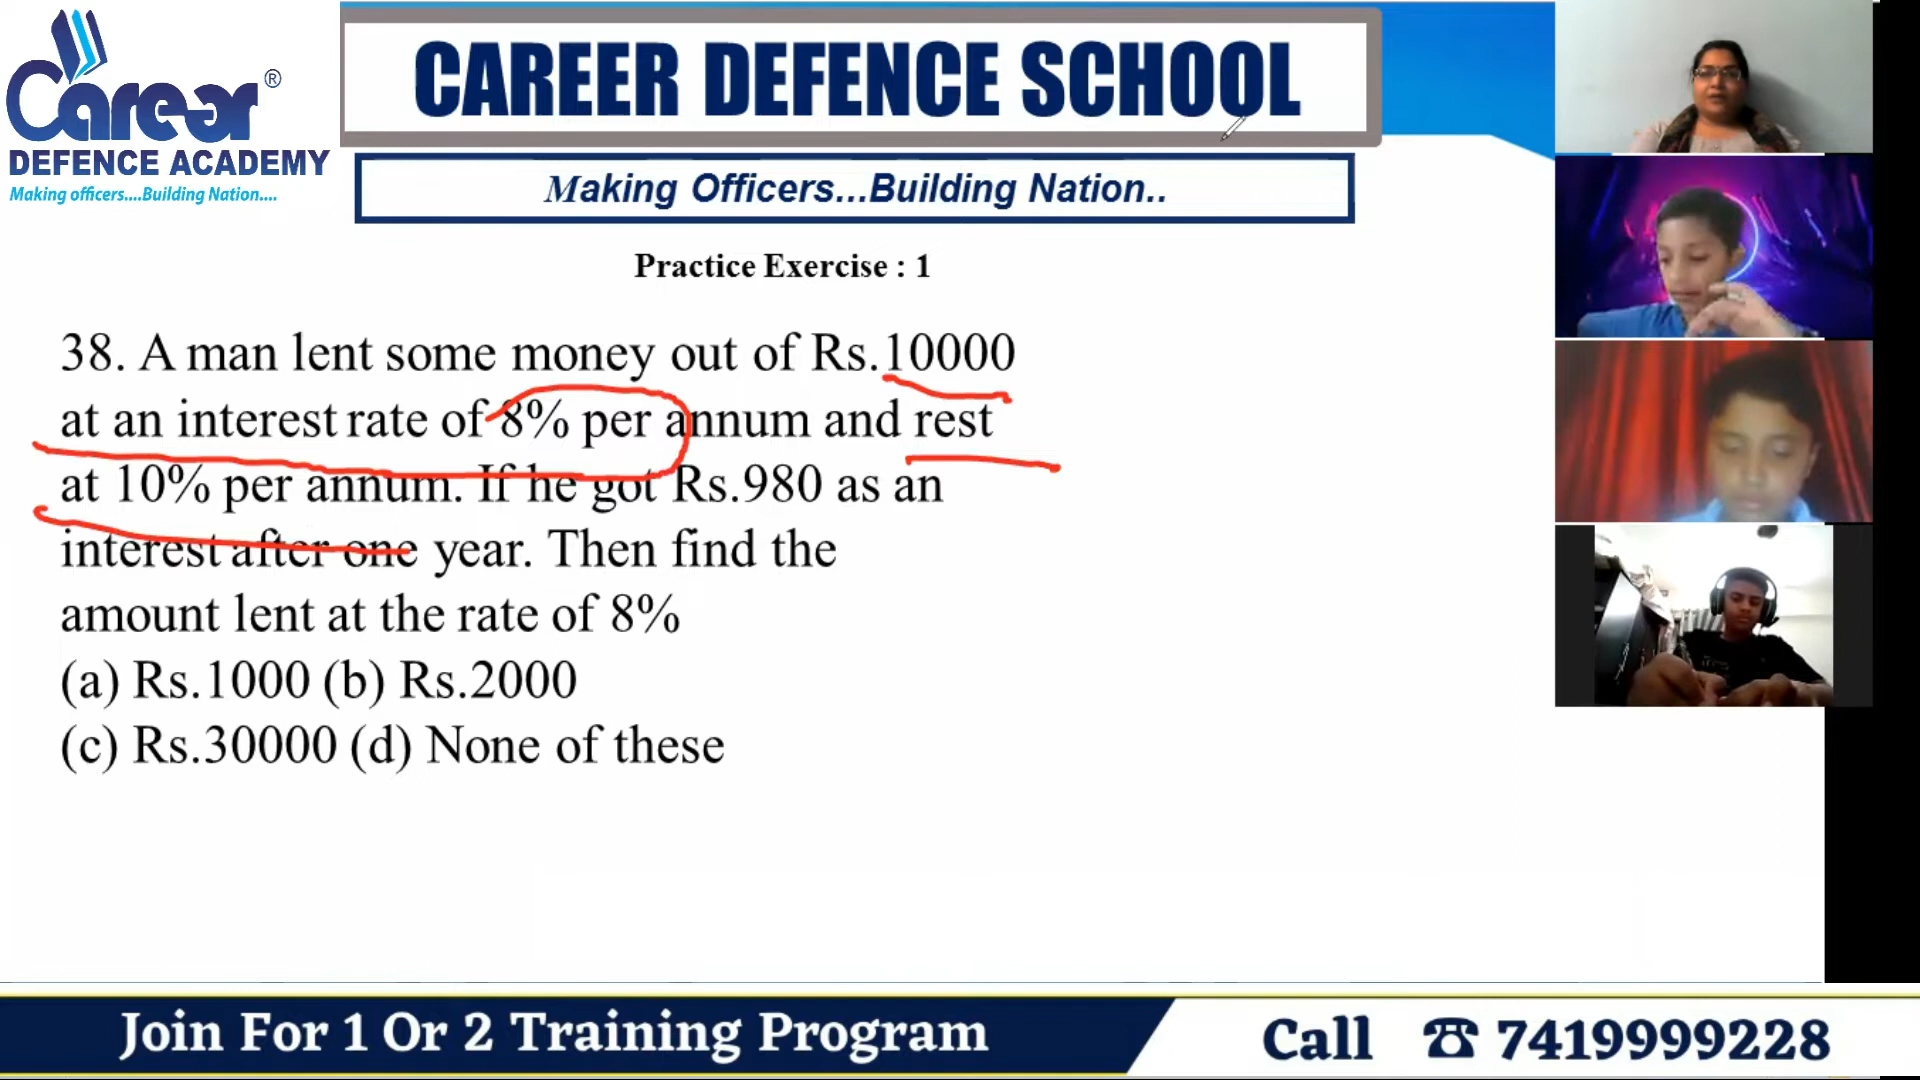 Career®
DEFENCE ACADEMY
Making officers....Building Nation....
CAREER DEFENCE SCHOOL
Making Officers...Building Nation..
Practice Exercise : 1
38. A man lent some money out of Rs.10000
at an interest rate of 8% per annum and rest
at 10% per annum. If he got Rs.980 as an
interest after one year. Then find the
amount lent at the rate of 8%
(a) Rs.1000 (b) Rs.2000
(c) Rs.30000 (d) None of these
Join For 1 Or 2 Training Program
Call ☎ 7419999228